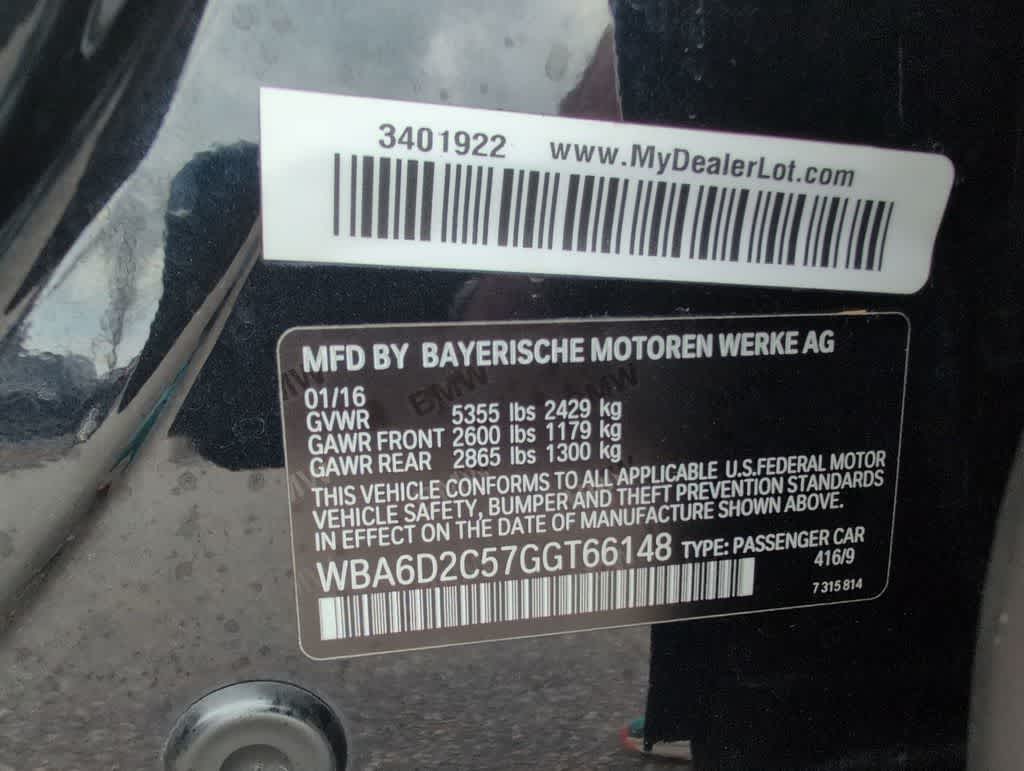 3401922 www.MyDealerLot.com
MFD BY BAYERISCHE MOTOREN WERKE AG
01/16
GVWR 5355 lbs 2429 kg
GAWR FRONT 2600 lbs 1179 kg
GAWR REAR 2865 lbs 1300 kg
THIS VEHICLE CONFORMS TO ALL APPLICABLE U.S.FEDERAL MOTOR
VEHICLE SAFETY, BUMPER AND THEFT PREVENTION STANDARDS
IN EFFECT ON THE DATE OF MANUFACTURE SHOWN ABOVE.
WBA6D2C57GGT66148 TYPE: PASSENGER CAR
416/9
7 315 814
BMW
BMW